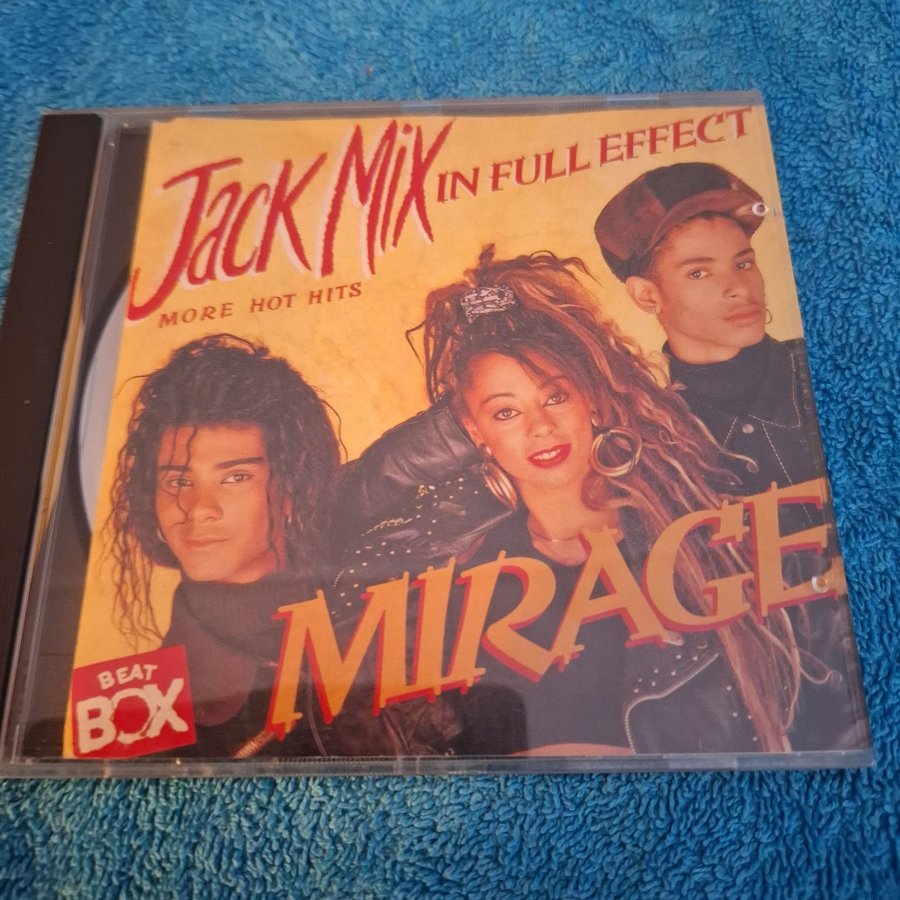 Jack Mix IN FULL EFFECT
MORE HOT HITS
MIRAGE
BEAT
BOX